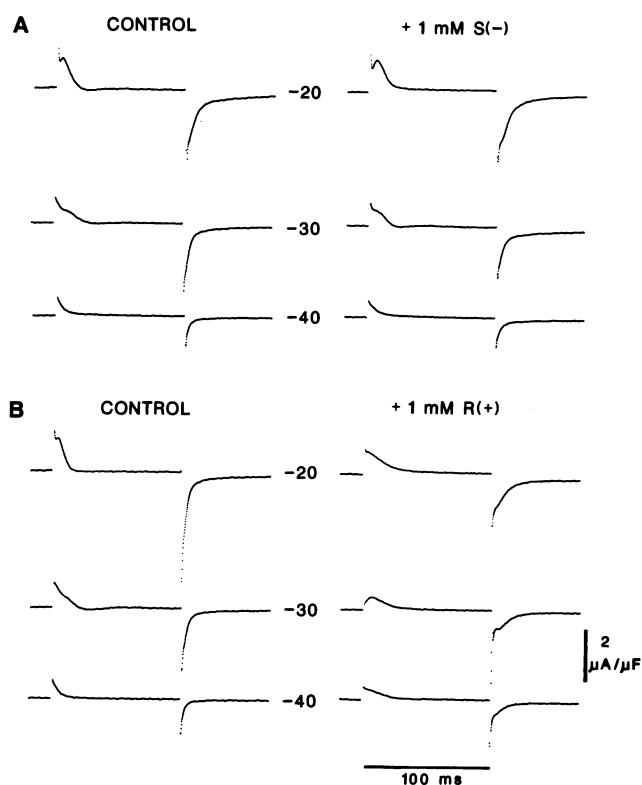 A CONTROL + 1 mM S(-)
-20
-30
-40
B CONTROL + 1 mM R(+)
-20
-30
2
μA/μF
-40
100 ms